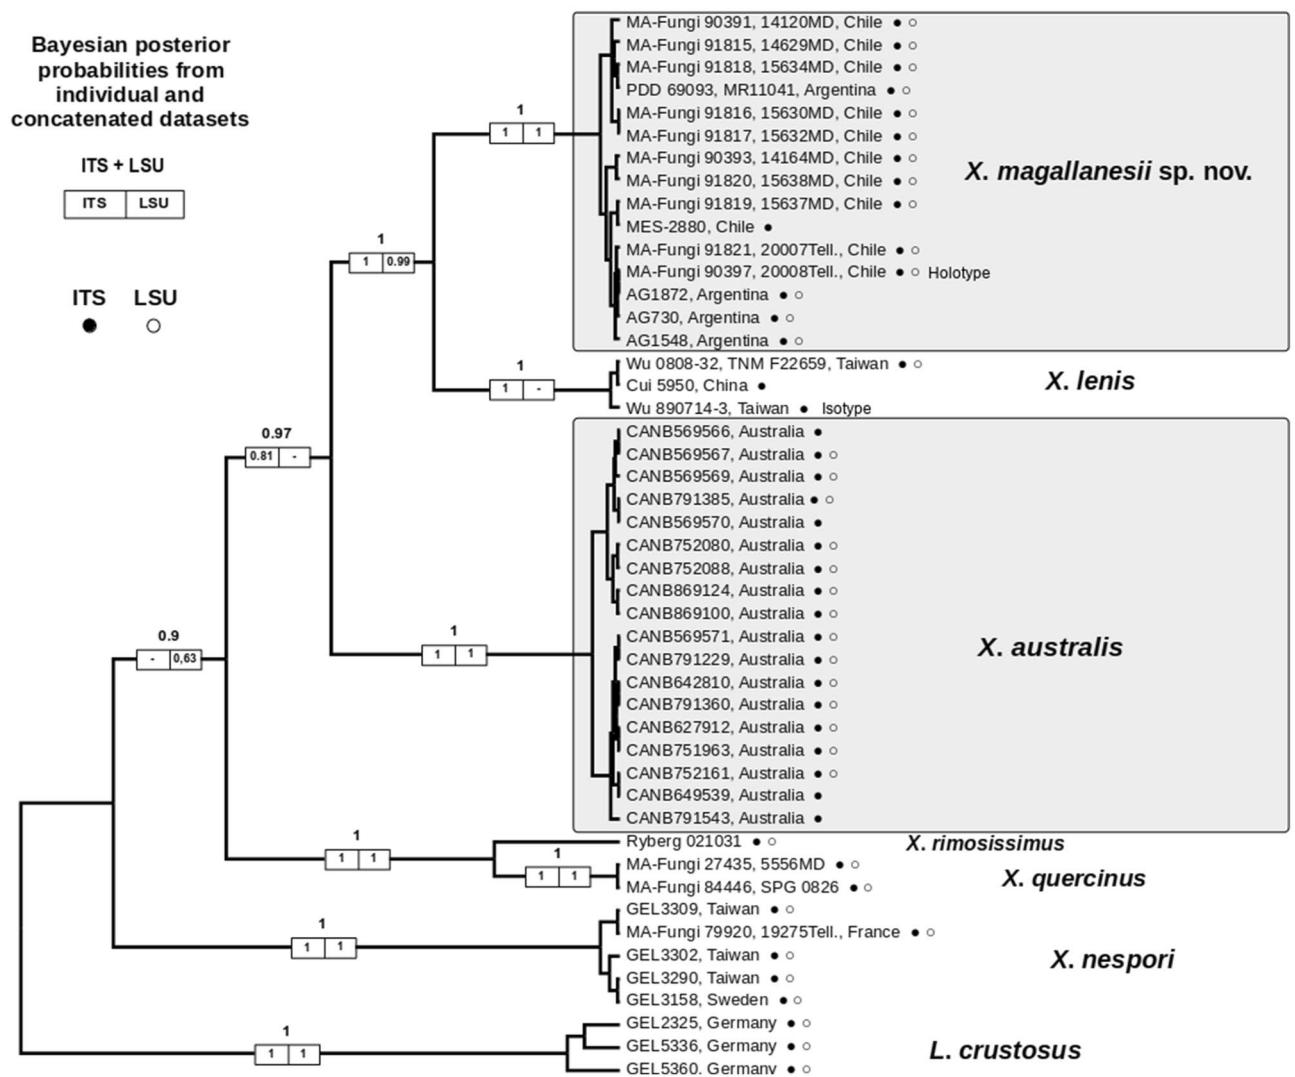 Bayesian posterior
probabilities from
individual and
concatenated datasets
ITS + LSU
ITS LSU
ITS LSU
1
1 1
1
1 0.99
1
1 -
0.97
0.81 -
1
1 1
0.9
- 0,63
1
1 1
1
1 1
1
1 1
1
1 1
MA-Fungi 90391, 14120MD, Chile
MA-Fungi 91815, 14629MD, Chile
MA-Fungi 91818, 15634MD, Chile
PDD 69093, MR11041, Argentina
MA-Fungi 91816, 15630MD, Chile
MA-Fungi 91817, 15632MD, Chile
MA-Fungi 90393, 14164MD, Chile
MA-Fungi 91820, 15638MD, Chile
MA-Fungi 91819, 15637MD, Chile
MES-2880, Chile
MA-Fungi 91821, 20007Tell., Chile
MA-Fungi 90397, 20008Tell., Chile Holotype
AG1872, Argentina
AG730, Argentina
AG1548, Argentina
X. magallanesii sp. nov.
Wu 0808-32, TNM F22659, Taiwan
Cui 5950, China
Wu 890714-3, Taiwan Isotype
X. lenis
CANB569566, Australia
CANB569567, Australia
CANB569569, Australia
CANB791385, Australia
CANB569570, Australia
CANB752080, Australia
CANB752088, Australia
CANB869124, Australia
CANB869100, Australia
CANB569571, Australia
CANB791229, Australia
CANB642810, Australia
CANB791360, Australia
CANB627912, Australia
CANB751963, Australia
CANB752161, Australia
CANB649539, Australia
CANB791543, Australia
X. australis
Ryberg 021031
X. rimosissimus
MA-Fungi 27435, 5556MD
MA-Fungi 84446, SPG 0826
X. quercinus
GEL3309, Taiwan
MA-Fungi 79920, 19275Tell., France
GEL3302, Taiwan
GEL3290, Taiwan
GEL3158, Sweden
X. nespori
GEL2325, Germany
GEL5336, Germany
GEL5360, Germany
L. crustosus